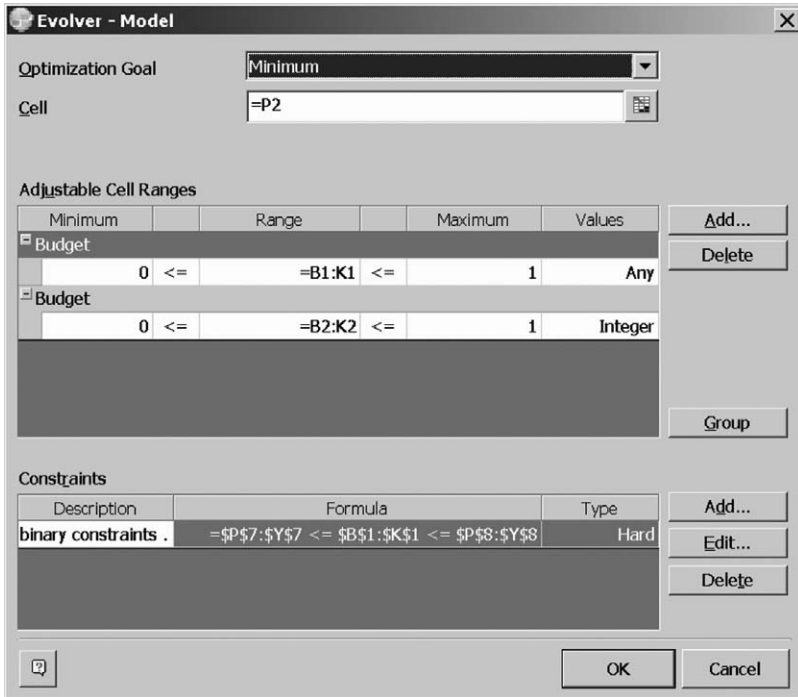 Evolver - Model
Optimization Goal Minimum
Cell =P2
Adjustable Cell Ranges
Minimum Range Maximum Values Add...
Budget
Delete
0 <= =B1:K1 <= 1 Any
Budget
0 <= =B2:K2 <= 1 Integer
Group
Constraints
Description Formula Type Add...
binary constraints . =$P$7:$Y$7 <= $B$1:$K$1 <= $P$8:$Y$8 Hard
Edit...
Delete
? OK Cancel